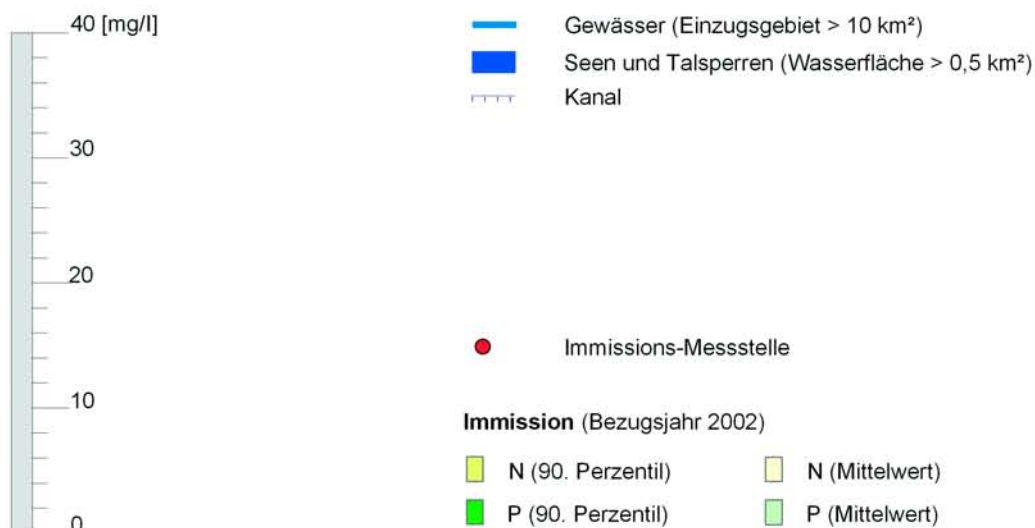 40 [mg/l]
30
20
10
0
Gewässer (Einzugsgebiet > 10 km²)
Seen und Talsperren (Wasserfläche > 0,5 km²)
Kanal
Immissions-Messstelle
Immission (Bezugsjahr 2002)
N (90. Perzentil) N (Mittelwert)
P (90. Perzentil) P (Mittelwert)